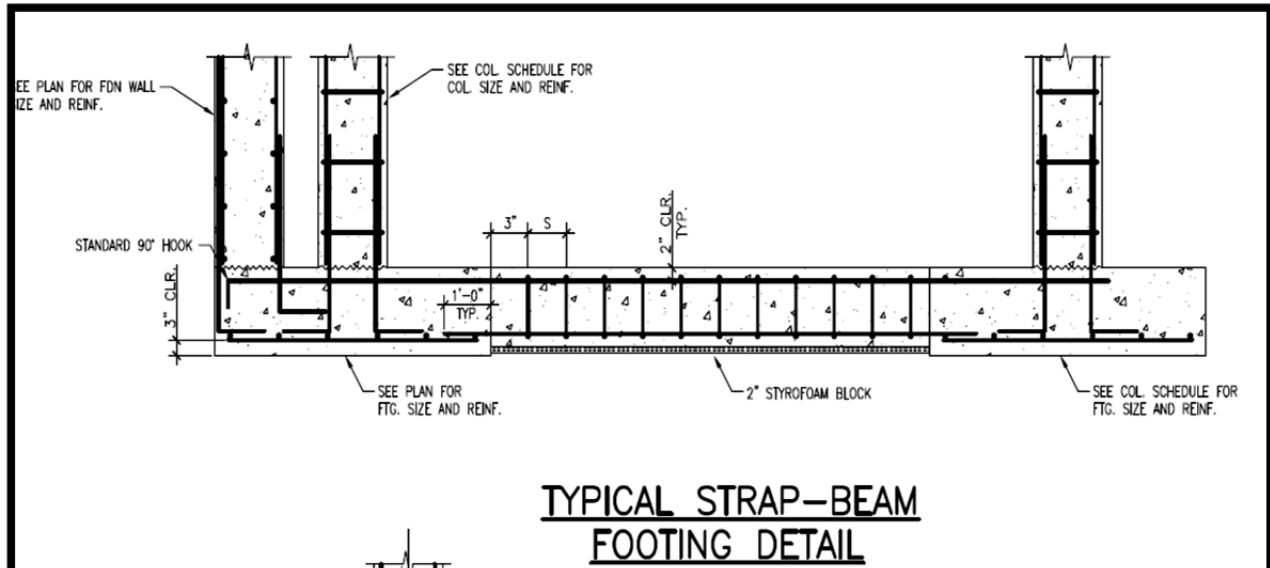 EE PLAN FOR FDN WALL
IZE AND REINF.
SEE COL. SCHEDULE FOR
COL. SIZE AND REINF.
STANDARD 90° HOOK
3" CLR.
3"
S
2" CLR.
TYP.
1'-0"
TYP.
SEE PLAN FOR
FTG. SIZE AND REINF.
2" STYROFOAM BLOCK
SEE COL. SCHEDULE FOR
FTG. SIZE AND REINF.
TYPICAL STRAP-BEAM
FOOTING DETAIL